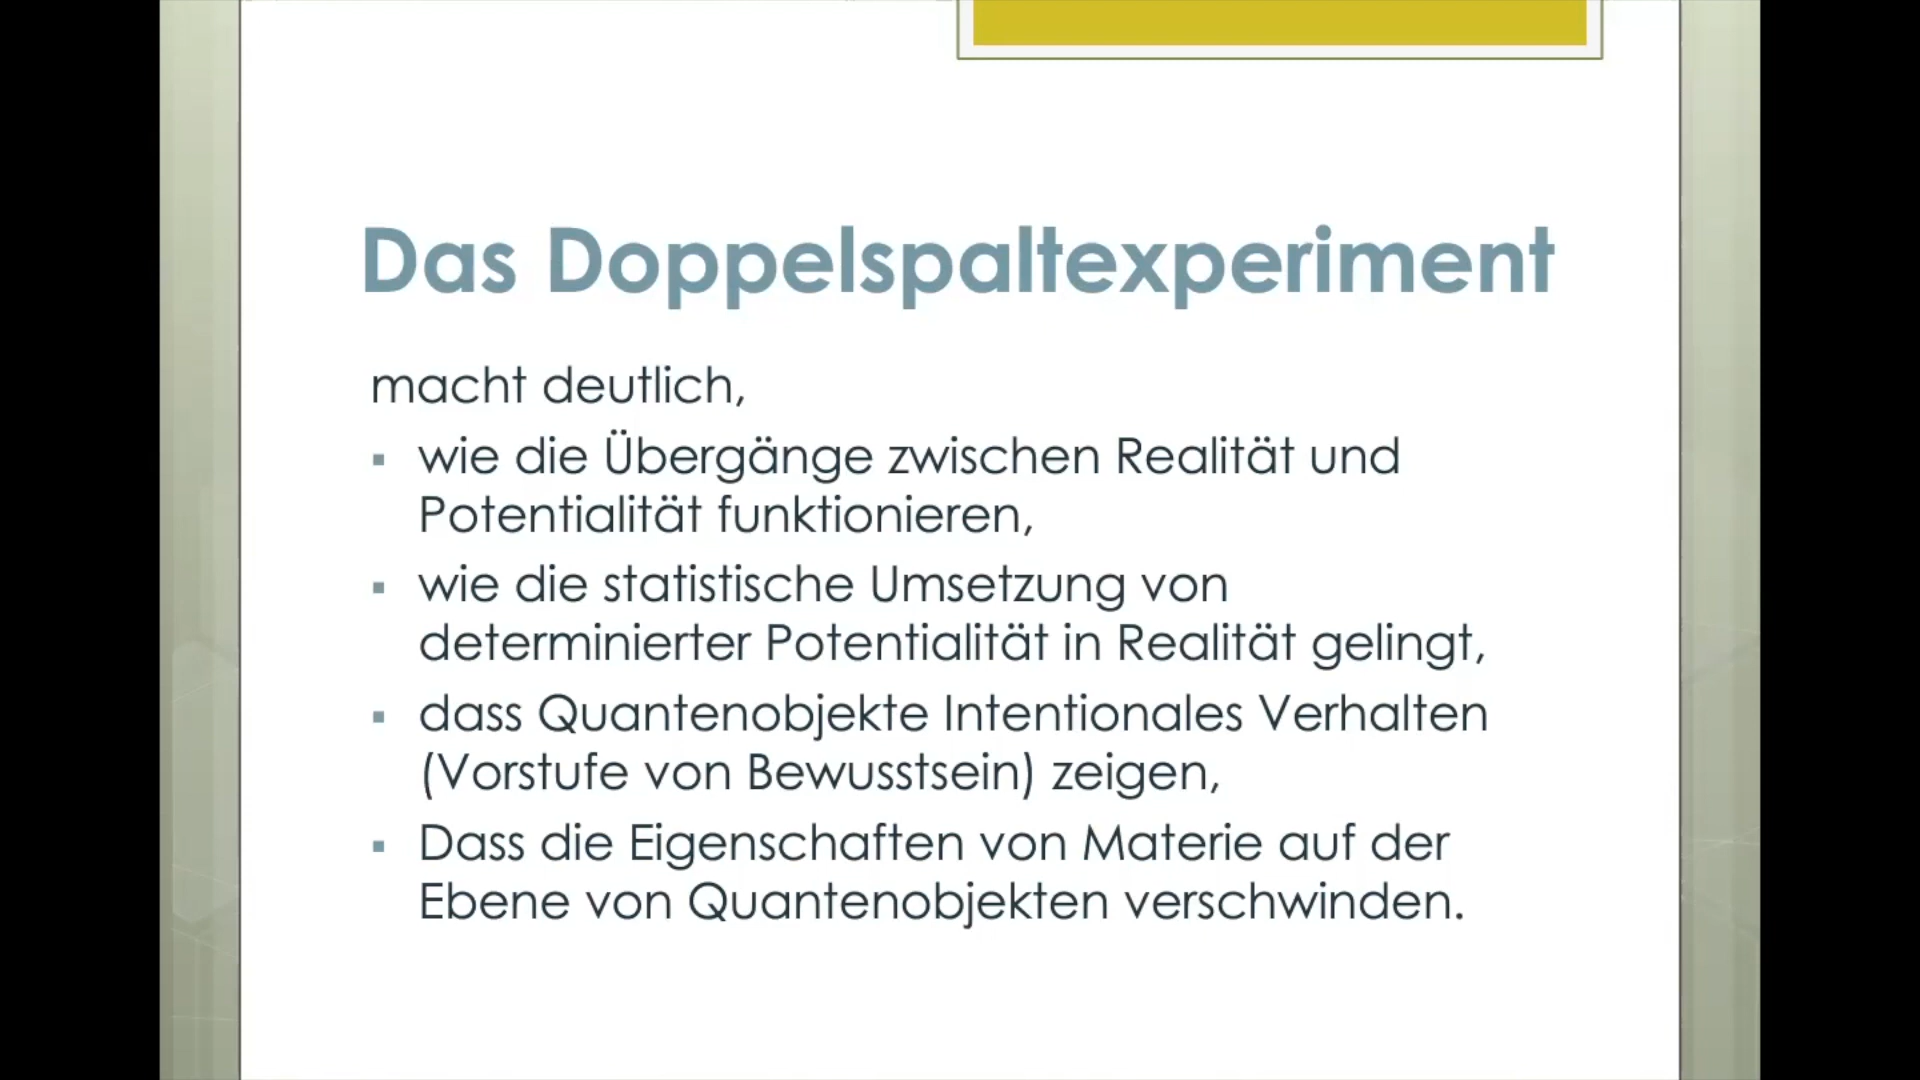 Das Doppelspaltexperiment
macht deutlich,
▪ wie die Übergänge zwischen Realität und
Potentialität funktionieren,
▪ wie die statistische Umsetzung von
determinierter Potentialität in Realität gelingt,
▪ dass Quantenobjekte Intentionales Verhalten
(Vorstufe von Bewusstsein) zeigen,
▪ Dass die Eigenschaften von Materie auf der
Ebene von Quantenobjekten verschwinden.